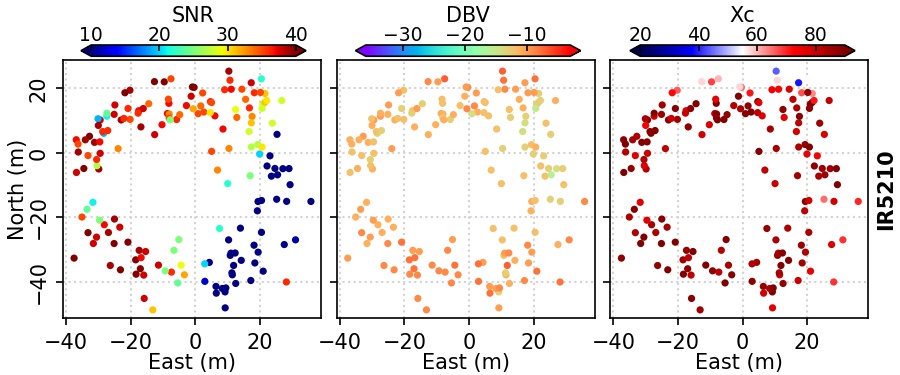 SNR DBV Xc
10 20 30 40 −30 −20 −10 20 40 60 80
20
0
−20
−40
North (m)
−40 −20 0 20 −40 −20 0 20 −40 −20 0 20
East (m) East (m) East (m)
IR5210